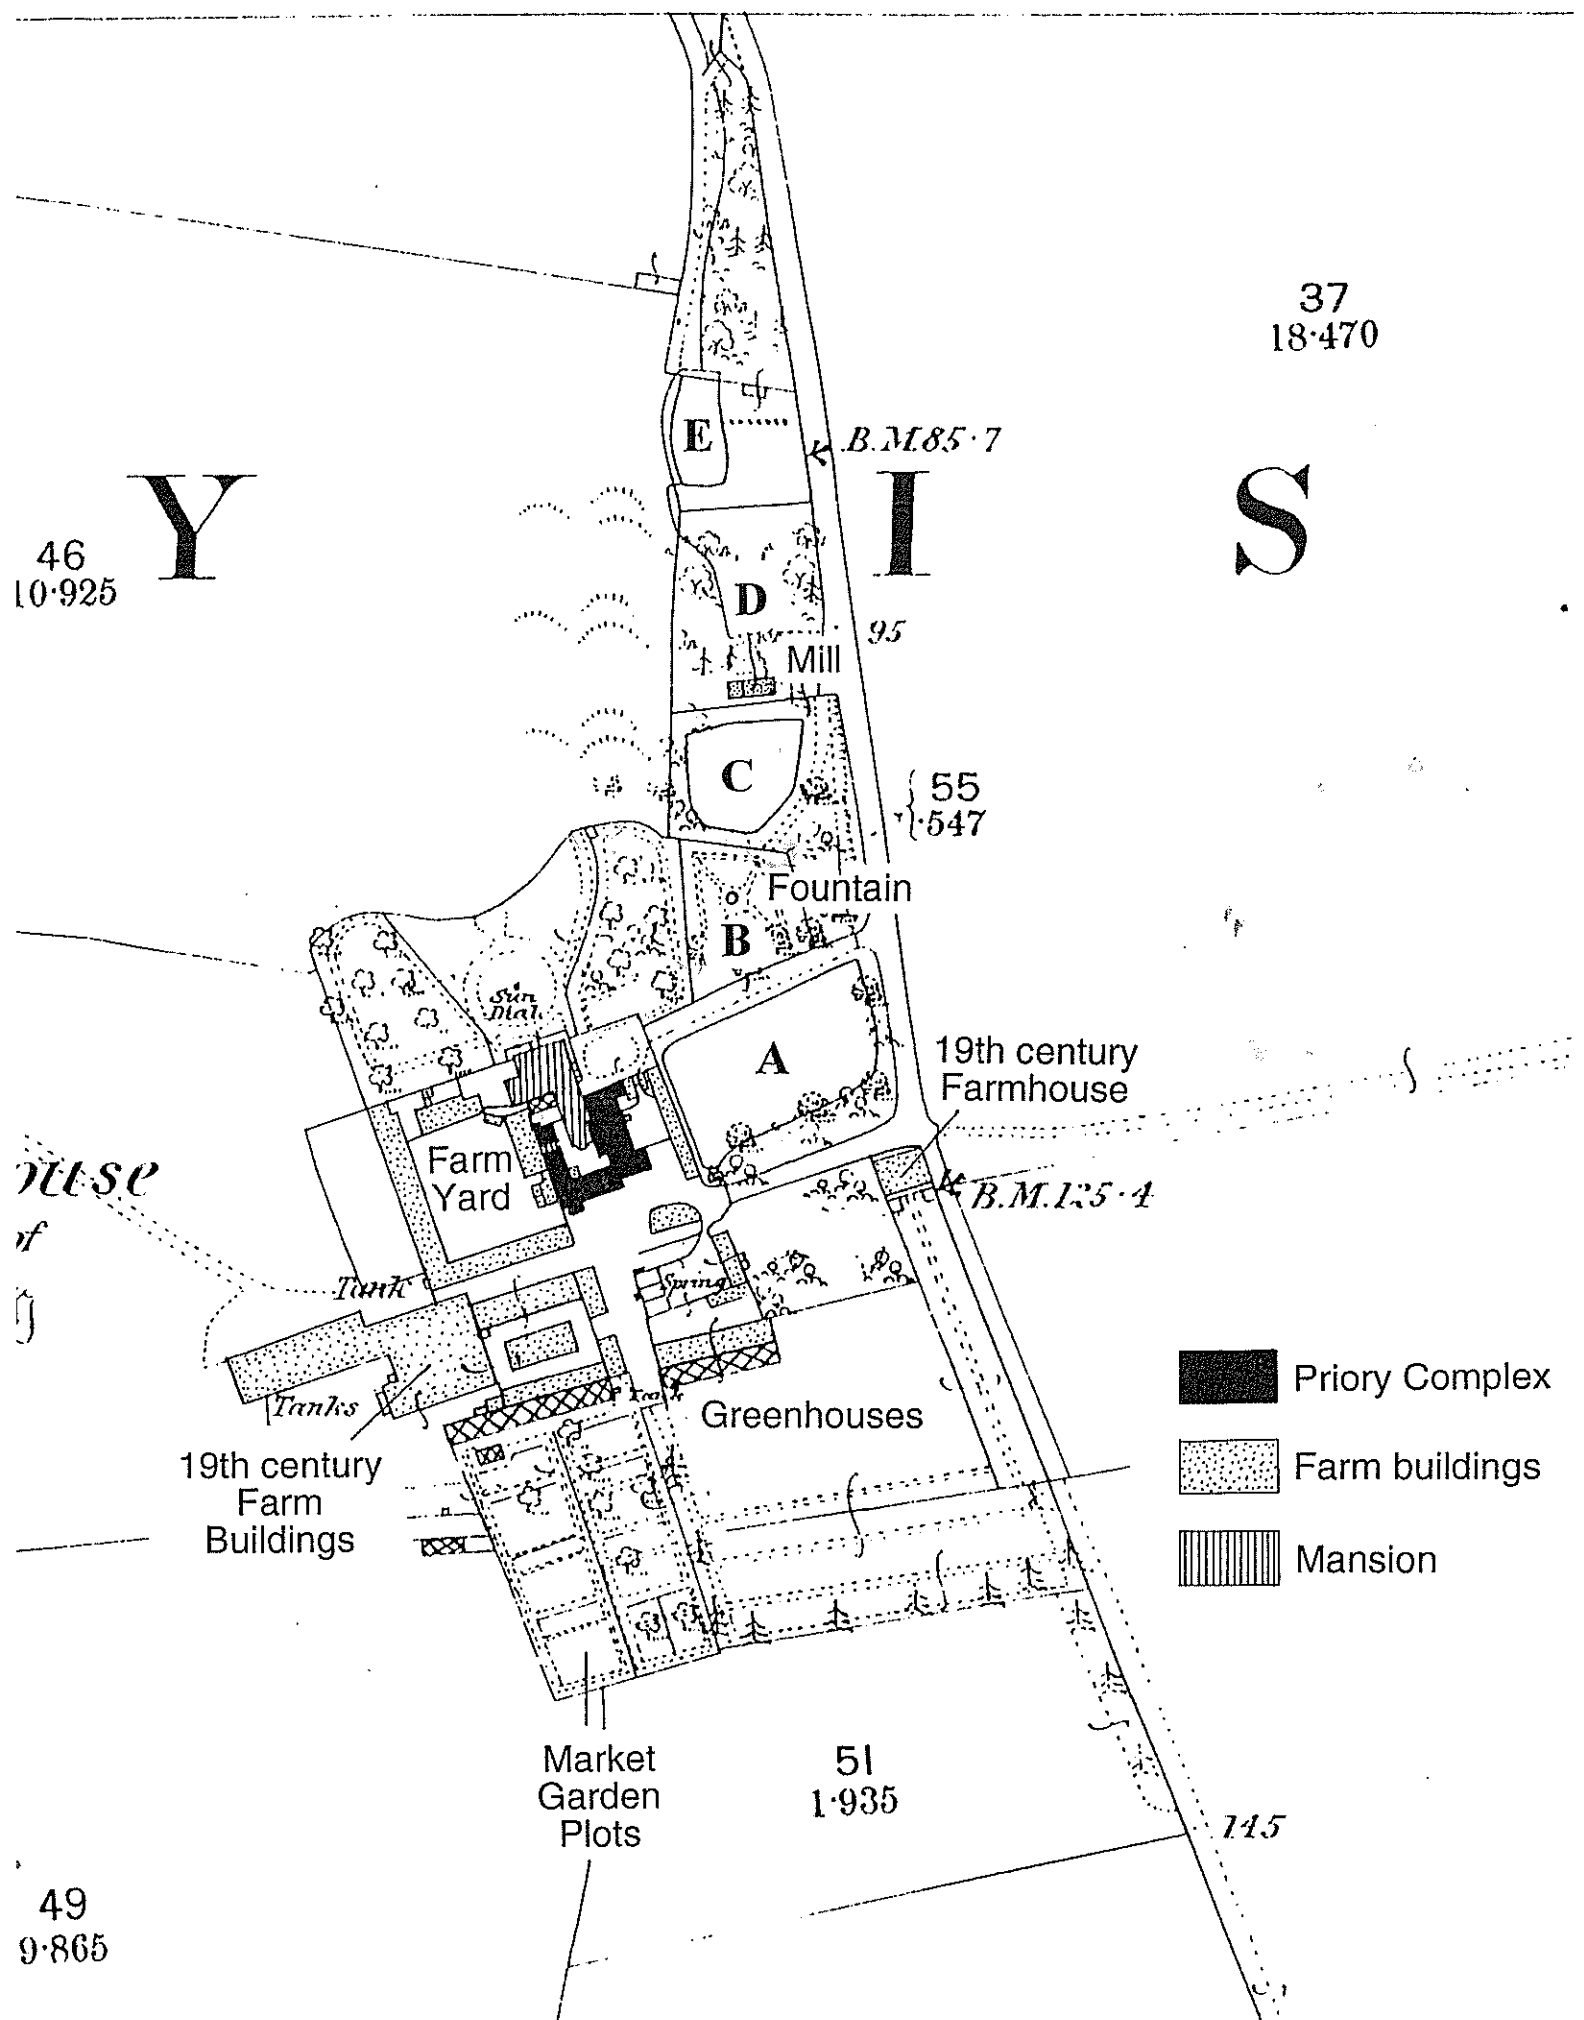 37
18·470
E
B.M.85·7
Y I S
46
10·925
D
95
Mill
C
55
·547
Fountain
B
Sun
Dial
A
19th century
Farmhouse
Farm
Yard
B.M.125·4
Tank
Spring
Tanks
Priory Complex
Greenhouses
Farm buildings
19th century
Farm
Buildings
Mansion
Market
Garden
Plots
51
1·935
145
49
9·865